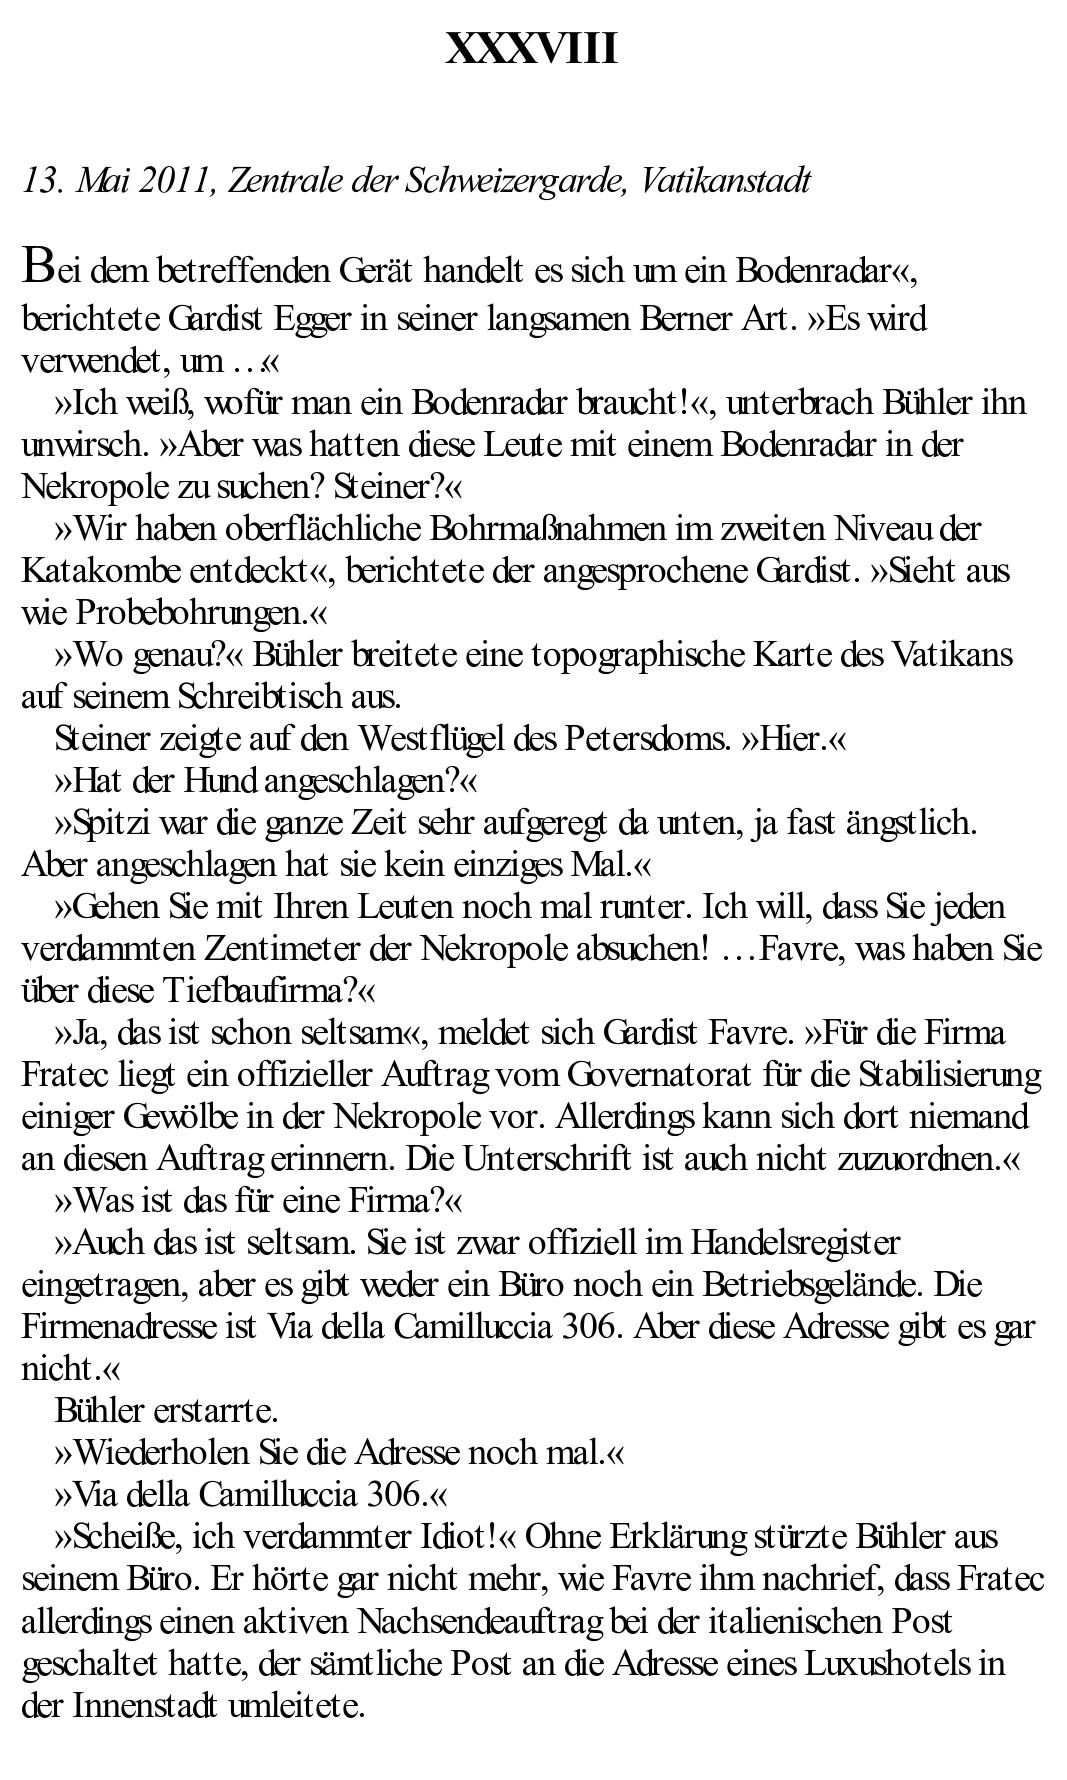 XXXVIII
13. Mai 2011, Zentrale der Schweizergarde, Vatikanstadt
Bei dem betreffenden Gerät handelt es sich um ein Bodenradar«,
berichtete Gardist Egger in seiner langsamen Berner Art. »Es wird
verwendet, um …«
»Ich weiß, wofür man ein Bodenradar braucht!«, unterbrach Bühler ihn
unwirsch. »Aber was hatten diese Leute mit einem Bodenradar in der
Nekropole zu suchen? Steiner?«
»Wir haben oberflächliche Bohrmaßnahmen im zweiten Niveau der
Katakombe entdeckt«, berichtete der angesprochene Gardist. »Sieht aus
wie Probebohrungen.«
»Wo genau?« Bühler breitete eine topographische Karte des Vatikans
auf seinem Schreibtisch aus.
Steiner zeigte auf den Westflügel des Petersdoms. »Hier.«
»Hat der Hund angeschlagen?«
»Spitzi war die ganze Zeit sehr aufgeregt da unten, ja fast ängstlich.
Aber angeschlagen hat sie kein einziges Mal.«
»Gehen Sie mit Ihren Leuten noch mal runter. Ich will, dass Sie jeden
verdammten Zentimeter der Nekropole absuchen! …Favre, was haben Sie
über diese Tiefbaufirma?«
»Ja, das ist schon seltsam«, meldet sich Gardist Favre. »Für die Firma
Fratec liegt ein offizieller Auftrag vom Governatorat für die Stabilisierung
einiger Gewölbe in der Nekropole vor. Allerdings kann sich dort niemand
an diesen Auftrag erinnern. Die Unterschrift ist auch nicht zuzuordnen.«
»Was ist das für eine Firma?«
»Auch das ist seltsam. Sie ist zwar offiziell im Handelsregister
eingetragen, aber es gibt weder ein Büro noch ein Betriebsgelände. Die
Firmenadresse ist Via della Camilluccia 306. Aber diese Adresse gibt es gar
nicht.«
Bühler erstarrte.
»Wiederholen Sie die Adresse noch mal.«
»Via della Camilluccia 306.«
»Scheiße, ich verdammter Idiot!« Ohne Erklärung stürzte Bühler aus
seinem Büro. Er hörte gar nicht mehr, wie Favre ihm nachrief, dass Fratec
allerdings einen aktiven Nachsendeauftrag bei der italienischen Post
geschaltet hatte, der sämtliche Post an die Adresse eines Luxushotels in
der Innenstadt umleitete.